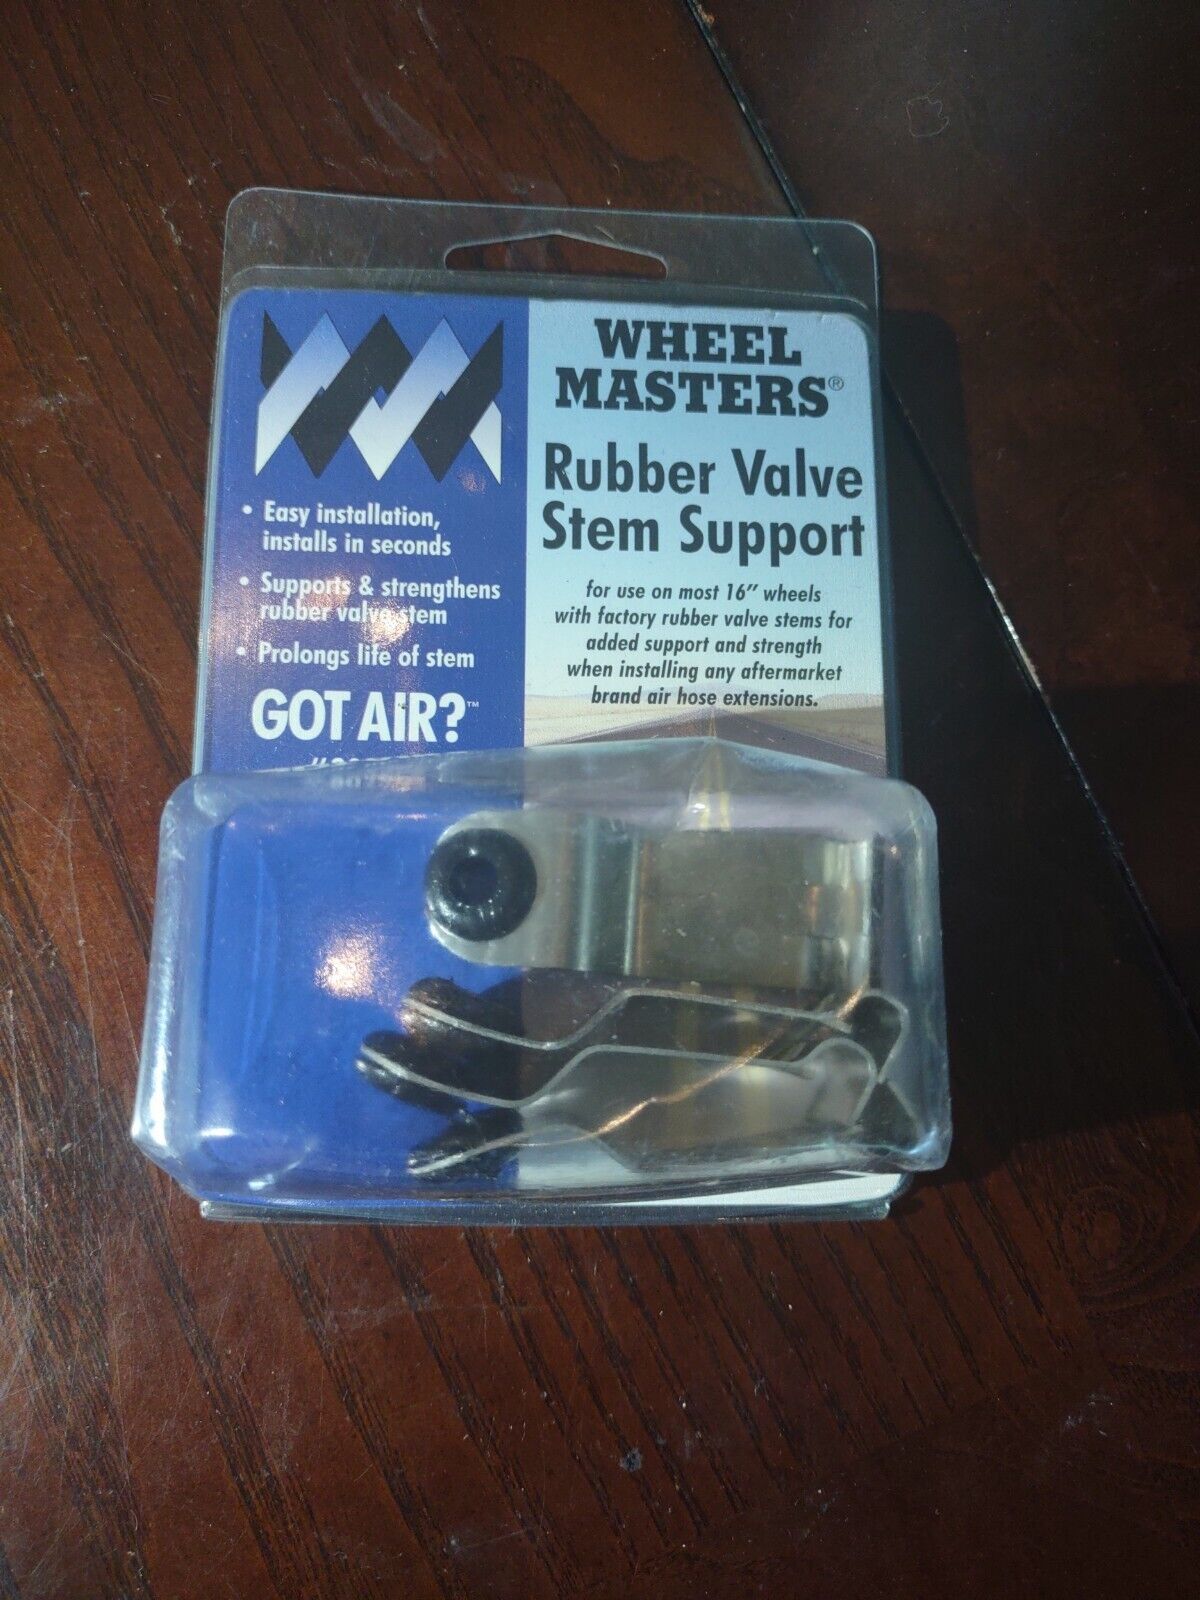 WHEEL
MASTERS®
Rubber Valve
Stem Support
for use on most 16" wheels
with factory rubber valve stems for
added support and strength
when installing any aftermarket
brand air hose extensions.
• Easy installation,
installs in seconds
• Supports & strengthens
rubber valve stem
• Prolongs life of stem
GOT AIR?™